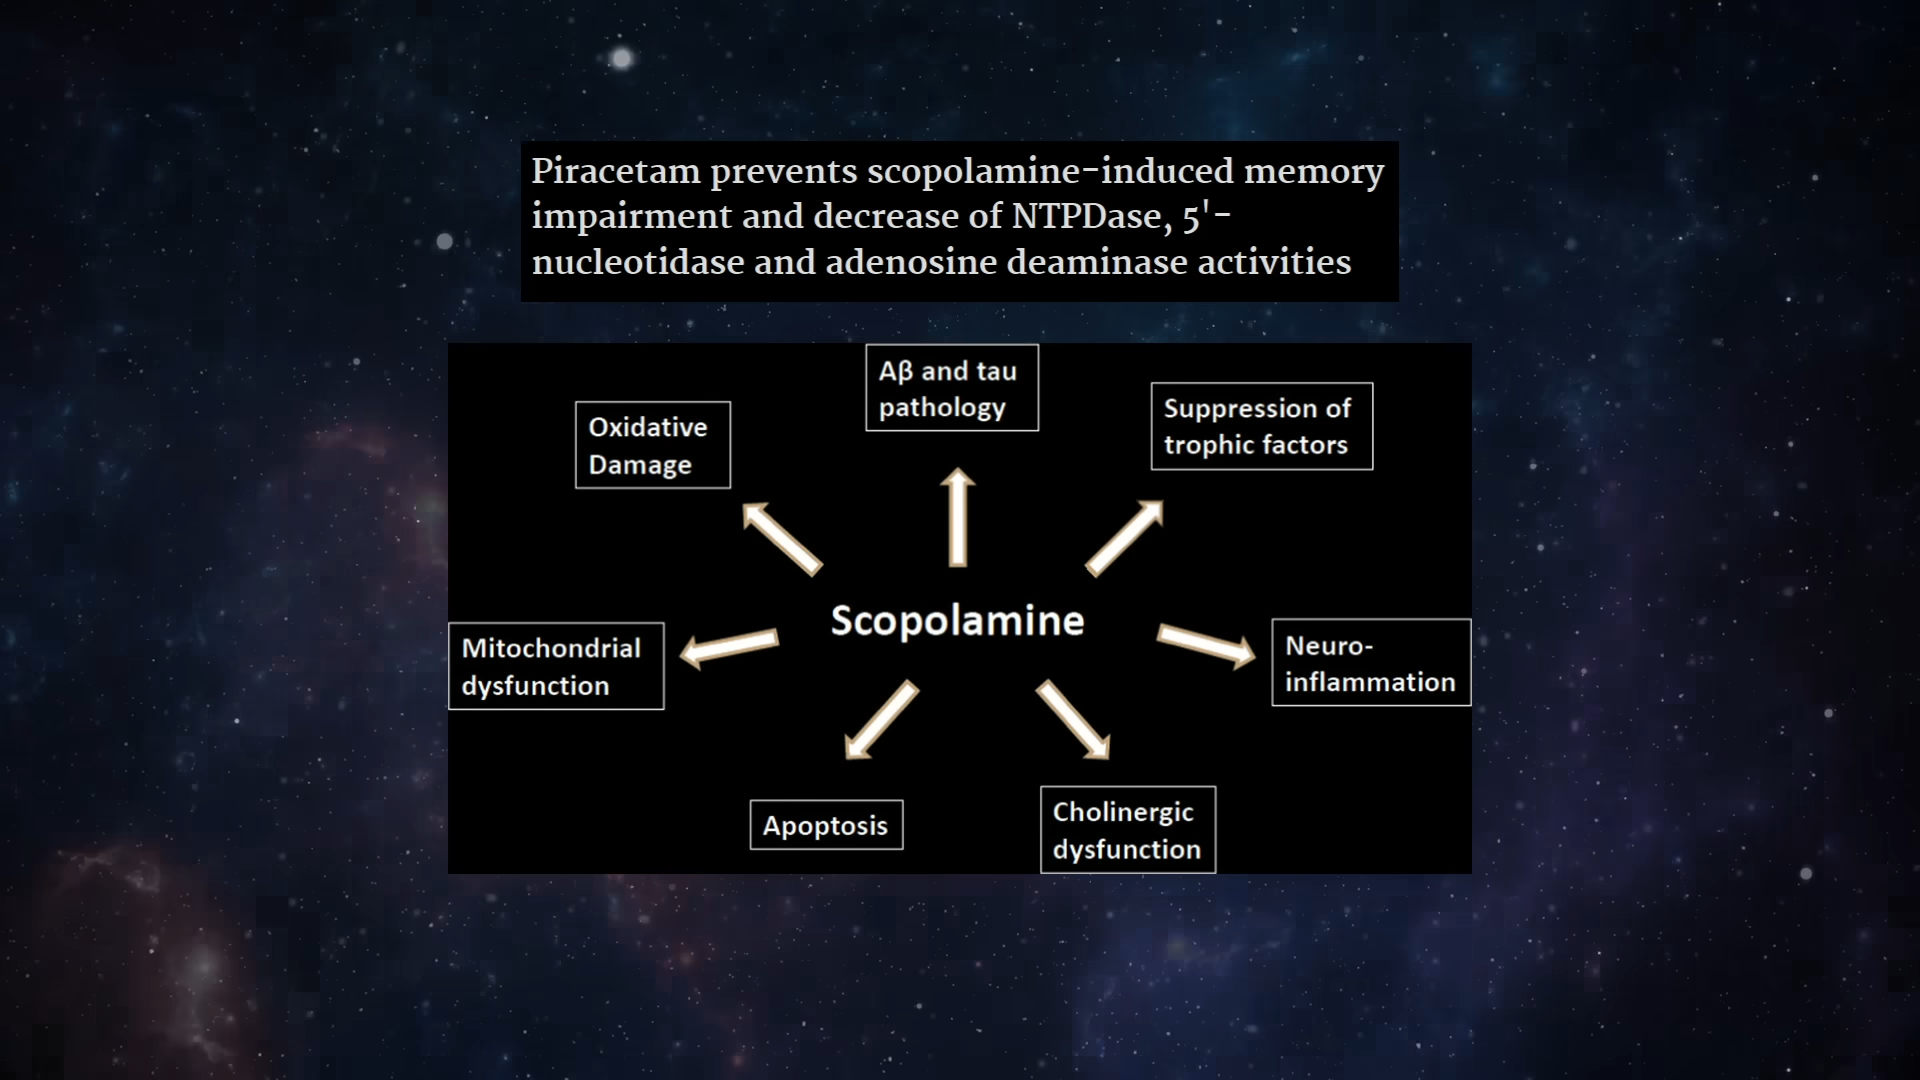 Piracetam prevents scopolamine-induced memory
impairment and decrease of NTPDase, 5'-
nucleotidase and adenosine deaminase activities
Aβ and tau
pathology
Oxidative
Damage
Suppression of
trophic factors
Scopolamine
Mitochondrial
dysfunction
Neuro-
inflammation
Apoptosis
Cholinergic
dysfunction